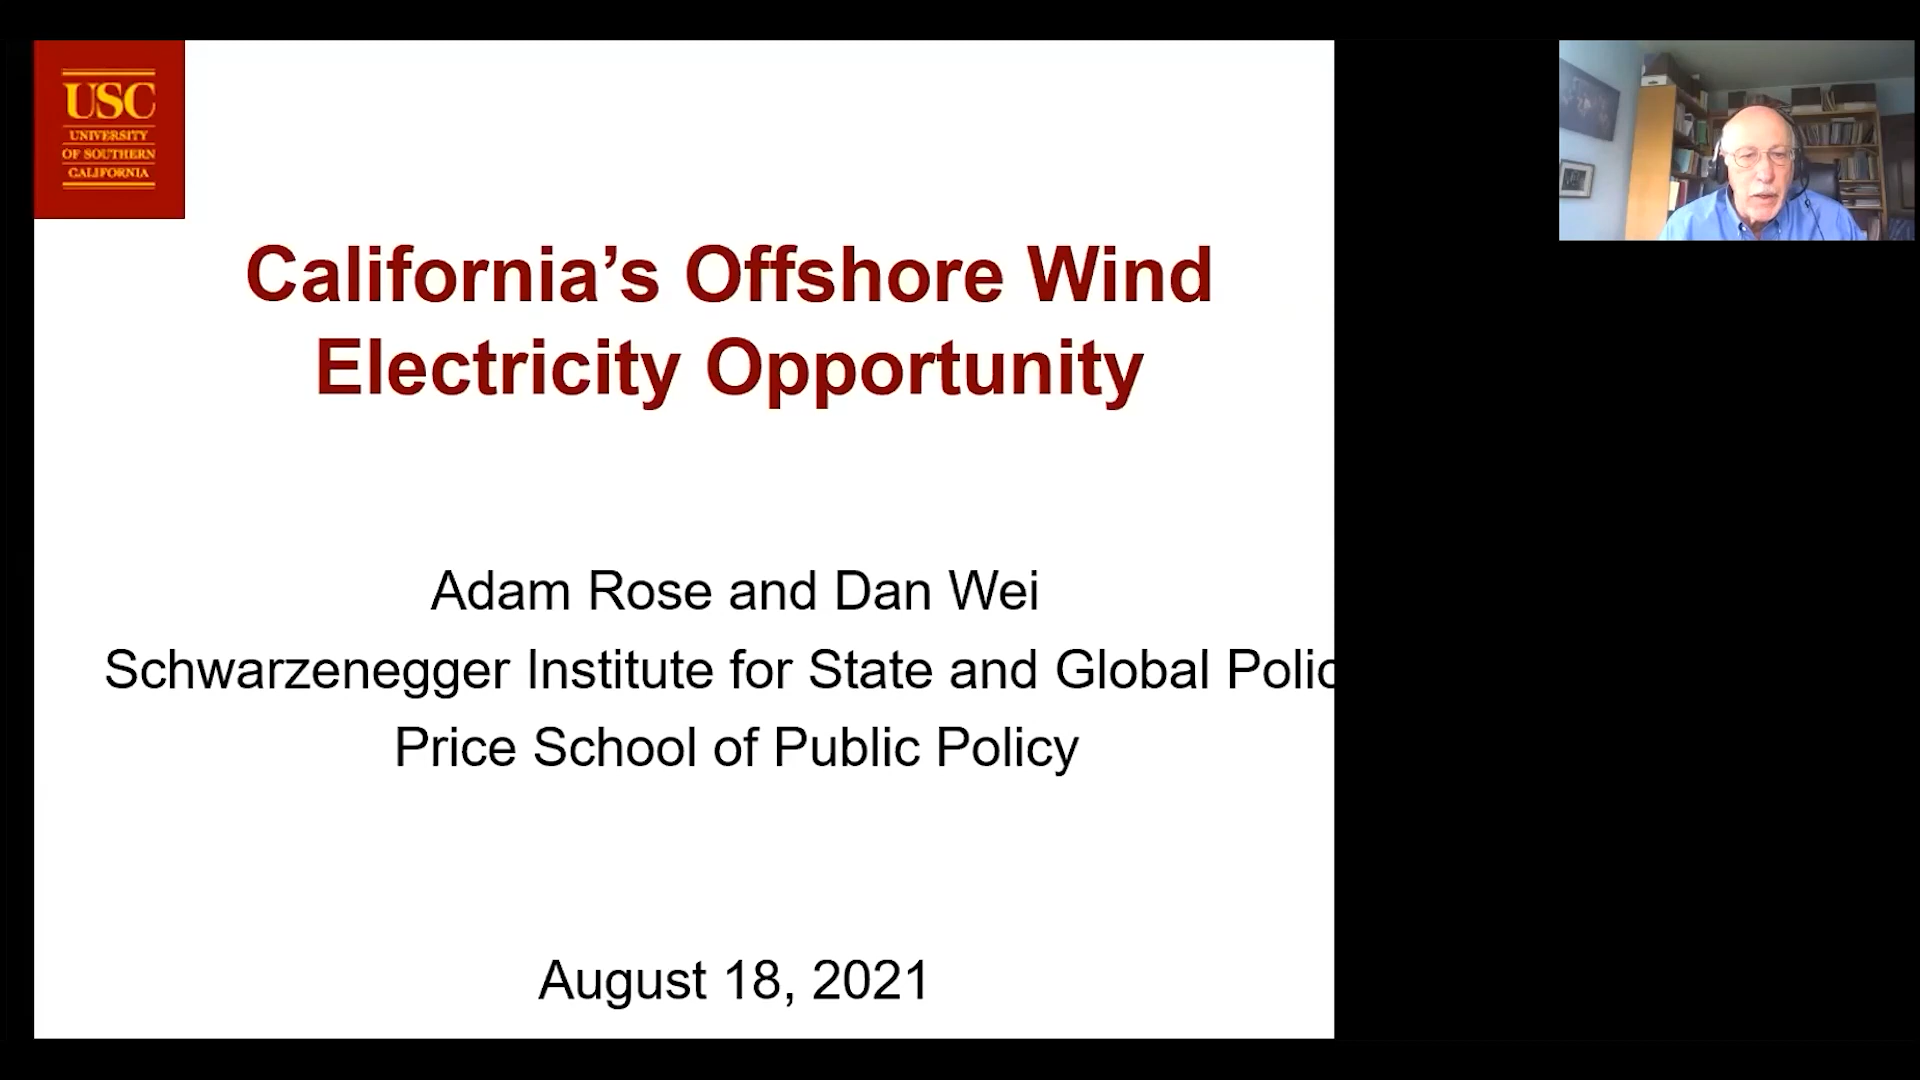 USC
UNIVERSITY
OF SOUTHERN
CALIFORNIA
California’s Offshore Wind
Electricity Opportunity
Adam Rose and Dan Wei
Schwarzenegger Institute for State and Global Polic
Price School of Public Policy
August 18, 2021